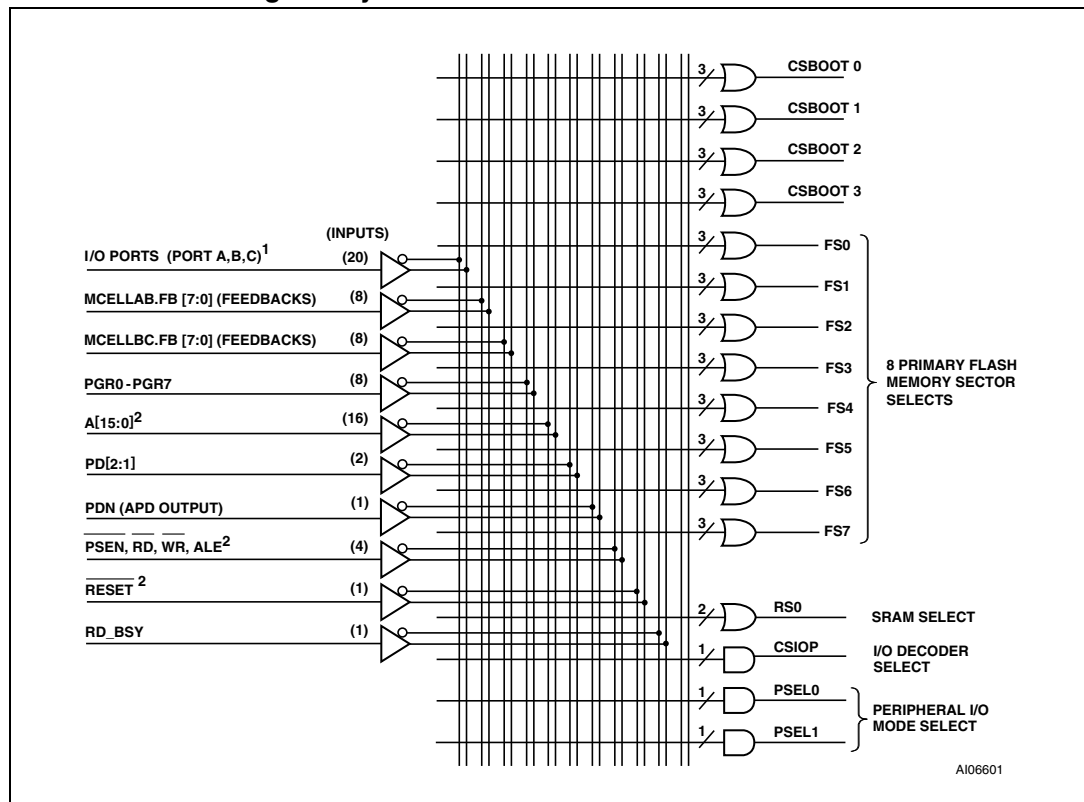 3 CSBOOT 0
3 CSBOOT 1
3 CSBOOT 2
3 CSBOOT 3
(INPUTS)
I/O PORTS (PORT A,B,C)1 (20)
MCELLAB.FB [7:0] (FEEDBACKS) (8)
MCELLBC.FB [7:0] (FEEDBACKS) (8)
PGR0 - PGR7 (8)
A[15:0]2 (16)
PD[2:1] (2)
PDN (APD OUTPUT) (1)
PSEN, RD, WR, ALE2 (4)
RESET 2 (1)
RD_BSY (1)
3 FS0
3 FS1
3 FS2
3 FS3
3 FS4
3 FS5
3 FS6
3 FS7
8 PRIMARY FLASH
MEMORY SECTOR
SELECTS
2 RS0 SRAM SELECT
1 CSIOP I/O DECODER
SELECT
1 PSEL0
1 PSEL1
PERIPHERAL I/O
MODE SELECT
AI06601